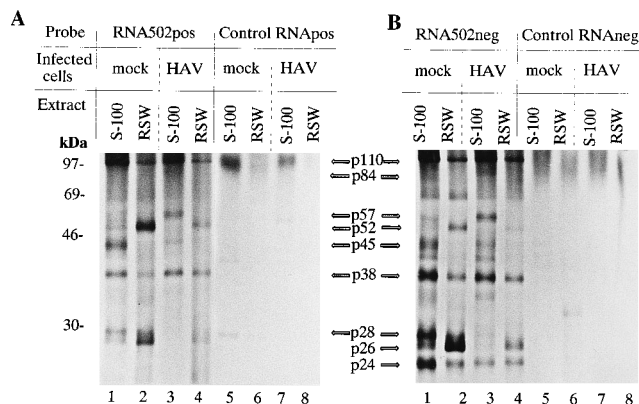 A
Probe RNA502pos Control RNApos
Infected cells mock HAV mock HAV
Extract S-100 RSW S-100 RSW S-100 RSW S-100 RSW
kDa
97-
69-
46-
30-
1 2 3 4 5 6 7 8
p110
p84
p57
p52
p45
p38
p28
p26
p24
B
RNA502neg Control RNAneg
mock HAV mock HAV
S-100 RSW S-100 RSW S-100 RSW S-100 RSW
1 2 3 4 5 6 7 8